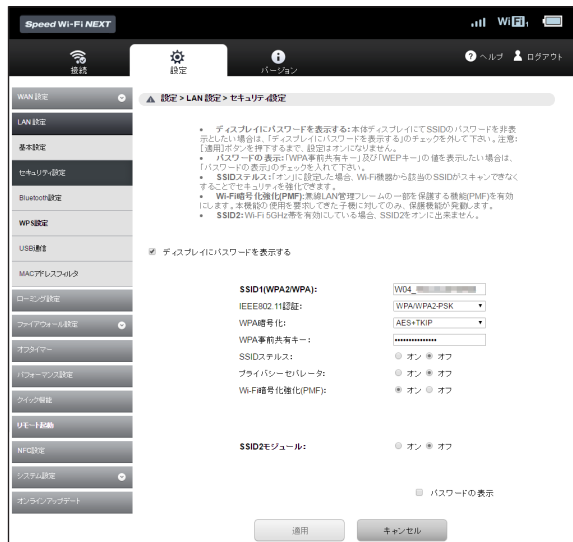 Speed Wi-Fi NEXT
WiFi 1
接続
設定
バージョン
ヘルプ
ログアウト
WAN 設定
LAN 設定
基本設定
セキュリティ設定
Bluetooth設定
WPS設定
USB通信
MACアドレスフィルタ
ローミング設定
ファイアウォール設定
オフタイマー
パフォーマンス設定
クイック機能
リモート起動
NFC設定
システム設定
オンラインアップデート
設定 > LAN 設定 > セキュリティ設定
• ディスプレイにパスワードを表示する:本体ディスプレイにてSSIDのパスワードを非表
示としたい場合は、「ディスプレイにパスワードを表示する」のチェックを外して下さい。注意:
「適用」ボタンを押下するまで、設定はオンになりません。
• パスワードの表示:「WPA事前共有キー」及び「WEPキー」の値を表示したい場合は、
「パスワードの表示」のチェックを入れて下さい。
• SSIDステルス:「オン」に設定した場合、Wi-Fi機器から該当のSSIDがスキャンできなく
することでセキュリティを強化できます。
• Wi-Fi暗号化強化(PMF):無線LAN管理フレームの一部を保護する機能(PMF)を有効
にします。本機能の使用を要求してきた子機に対してのみ、保護機能が発動します。
• SSID2:Wi-Fi 5GHz帯を有効にしている場合、SSID2をオンに出来ません。
ディスプレイにパスワードを表示する
SSID1(WPA2/WPA): W04_
IEEE802.11認証: WPA/WPA2-PSK
WPA暗号化: AES+TKIP
WPA事前共有キー: ••••••••••••••••
SSIDステルス: オン オフ
プライバシーセパレータ: オン オフ
Wi-Fi暗号化強化(PMF): オン オフ
SSID2モジュール: オン オフ
パスワードの表示
適用
キャンセル